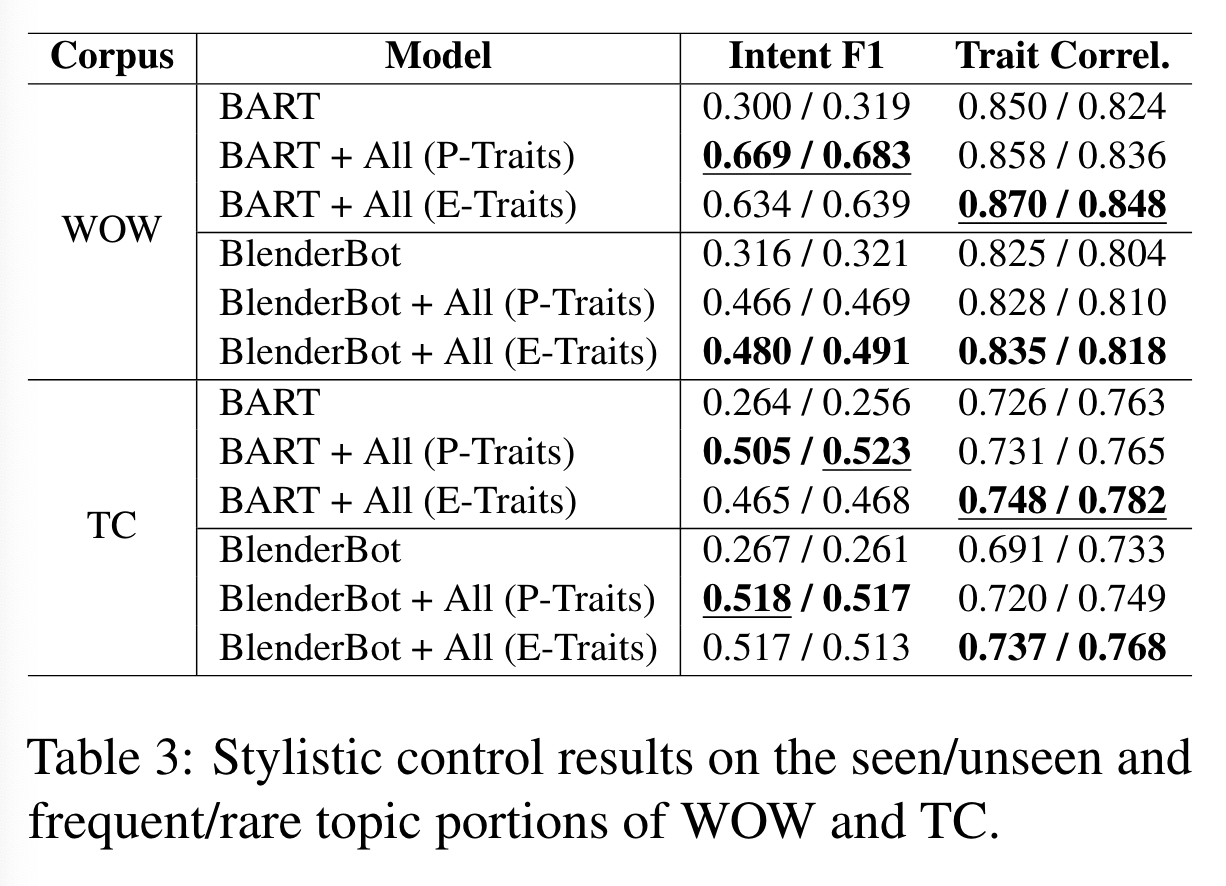 Corpus Model Intent F1 Trait Correl.
BART 0.300 / 0.319 0.850 / 0.824
BART + All (P-Traits) 0.669 / 0.683 0.858 / 0.836
BART + All (E-Traits) 0.634 / 0.639 0.870 / 0.848
WOW
BlenderBot 0.316 / 0.321 0.825 / 0.804
BlenderBot + All (P-Traits) 0.466 / 0.469 0.828 / 0.810
BlenderBot + All (E-Traits) 0.480 / 0.491 0.835 / 0.818
BART 0.264 / 0.256 0.726 / 0.763
BART + All (P-Traits) 0.505 / 0.523 0.731 / 0.765
BART + All (E-Traits) 0.465 / 0.468 0.748 / 0.782
TC
BlenderBot 0.267 / 0.261 0.691 / 0.733
BlenderBot + All (P-Traits) 0.518 / 0.517 0.720 / 0.749
BlenderBot + All (E-Traits) 0.517 / 0.513 0.737 / 0.768
Table 3: Stylistic control results on the seen/unseen and
frequent/rare topic portions of WOW and TC.